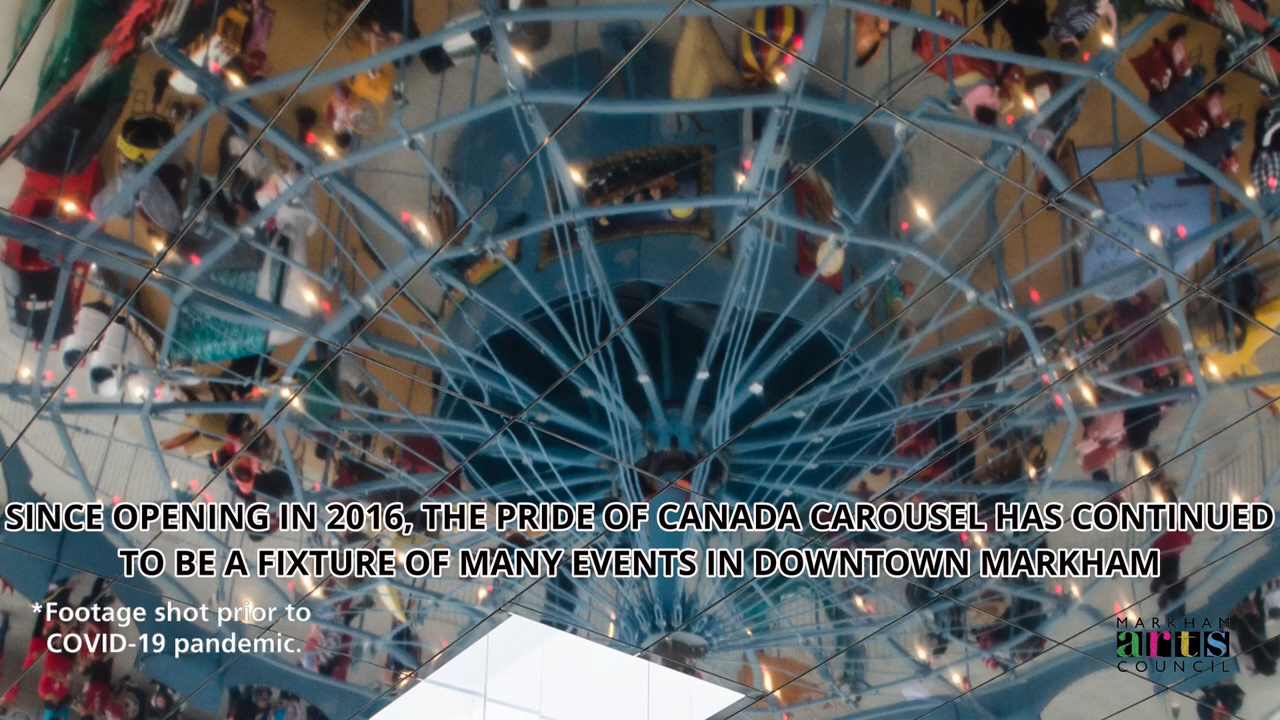 SINCE OPENING IN 2016, THE PRIDE OF CANADA CAROUSEL HAS CONTINUED
TO BE A FIXTURE OF MANY EVENTS IN DOWNTOWN MARKHAM
*Footage shot prior to
COVID-19 pandemic.
MARKHAM
arts
COUNCIL